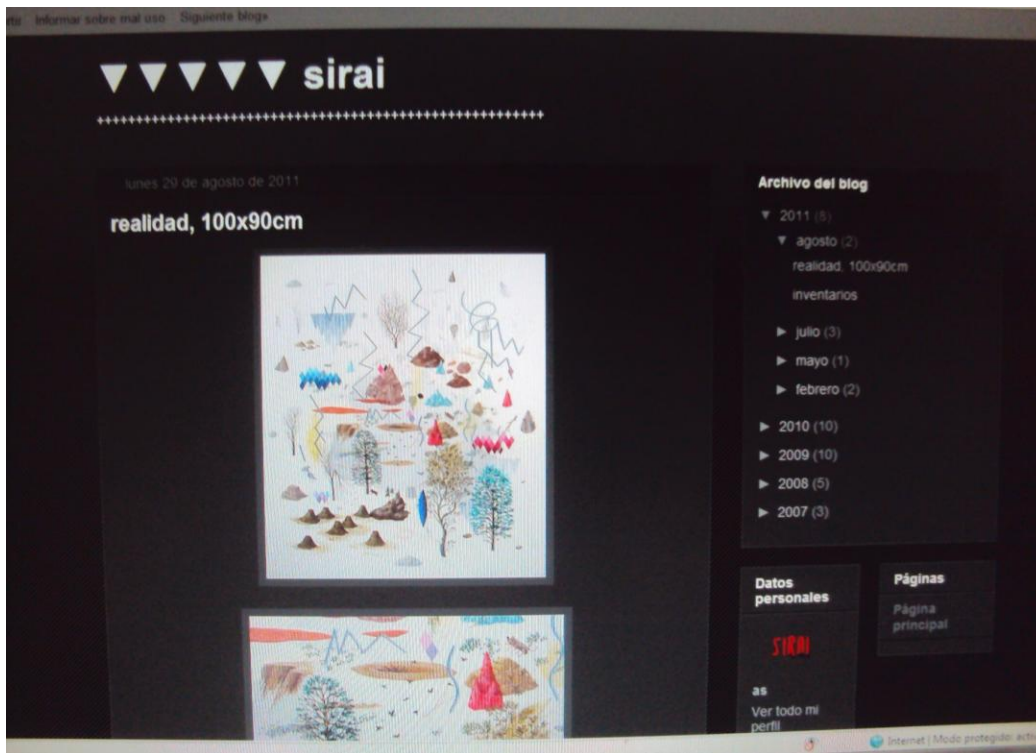 Informar sobre mal uso Siguiente blog»
▼ ▼ ▼ ▼ ▼ sirai
++++++++++++++++++++++++++++++++++++++++++++++++++++++++
lunes 29 de agosto de 2011
realidad, 100x90cm
Archivo del blog
▼ 2011 (8)
▼ agosto (2)
realidad, 100x90cm
inventarios
► julio (3)
► mayo (1)
► febrero (2)
► 2010 (10)
► 2009 (10)
► 2008 (5)
► 2007 (3)
Datos
personales
SIRAI
as
Ver todo mi
perfil
Páginas
Página
principal
Internet | Modo protegido: